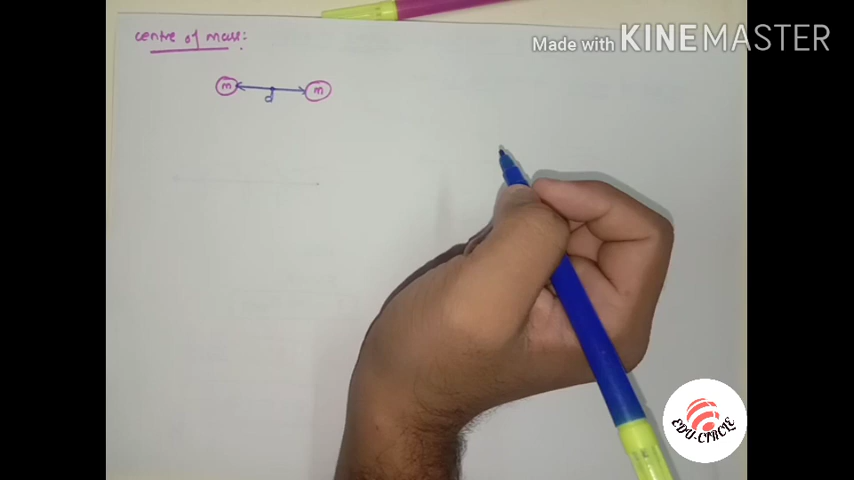 centre of mass:
Made with KINEMASTER
m m
d
EDU-CIRCLE